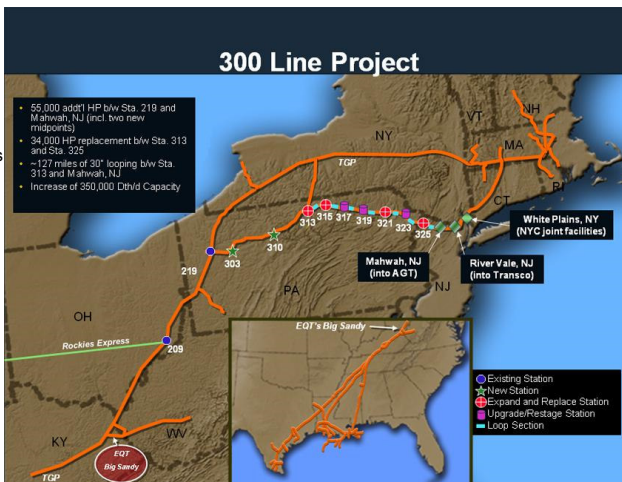 300 Line Project
• 55,000 addt'l HP b/w Sta. 219 and
Mahwah, NJ (incl. two new
midpoints)
• 34,000 HP replacement b/w Sta. 313
and Sta. 325
• ~127 miles of 30" looping b/w Sta.
313 and Mahwah, NJ
• Increase of 350,000 Dth/d Capacity
s
VT
NH
NY
MA
TGP
CT
RI
313
315
317
319
321
323
325
White Plains, NY
(NYC joint facilities)
310
303
219
Mahwah, NJ
(into AGT)
River Vale, NJ
(into Transco)
PA
NJ
OH
EQT's Big Sandy
Rockies Express
209
Existing Station
New Station
Expand and Replace Station
Upgrade/Restage Station
Loop Section
KY
WV
EQT
Big Sandy
TGP